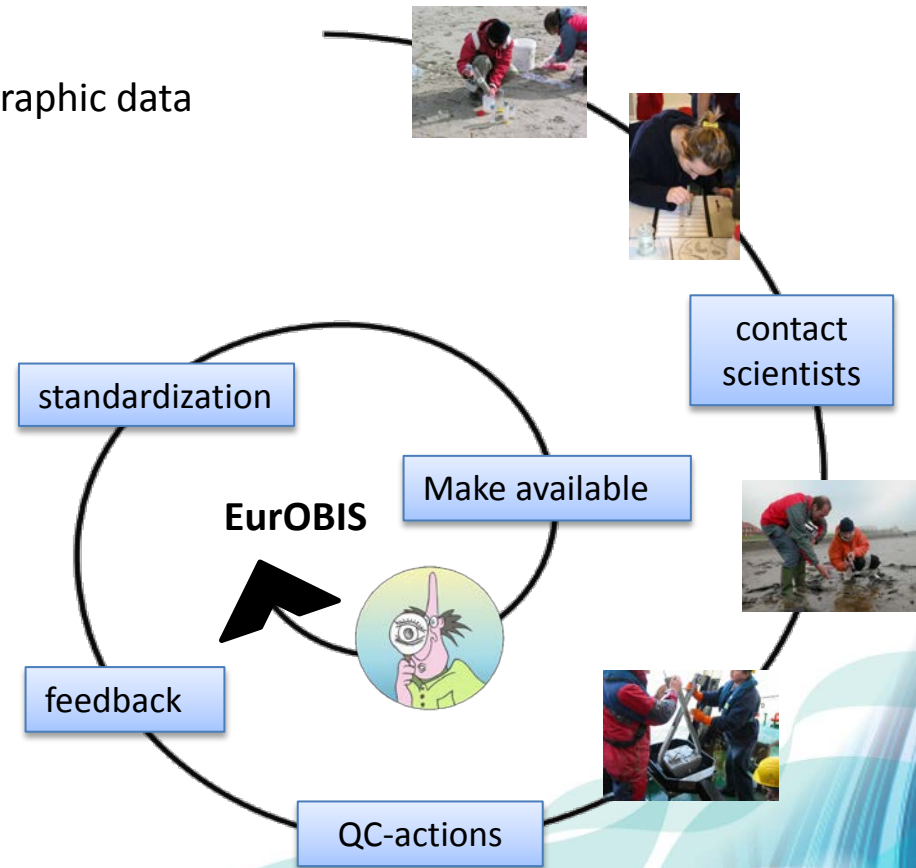 raphic data
contact
scientists
standardization
Make available
EurOBIS
feedback
QC-actions